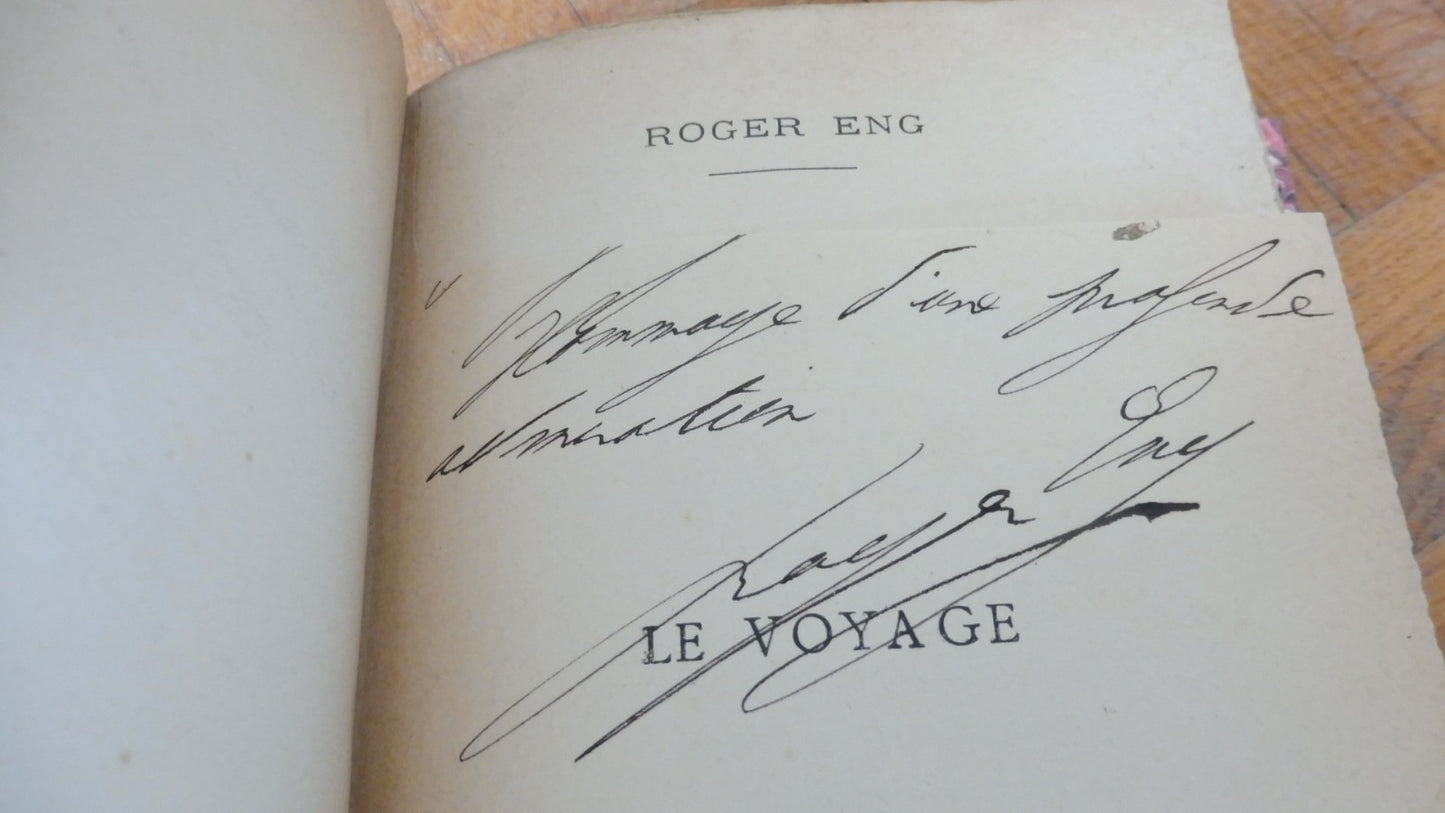 ROGER ENG
" Hommage d'une profonde
admiration
Roger Eng
LE VOYAGE